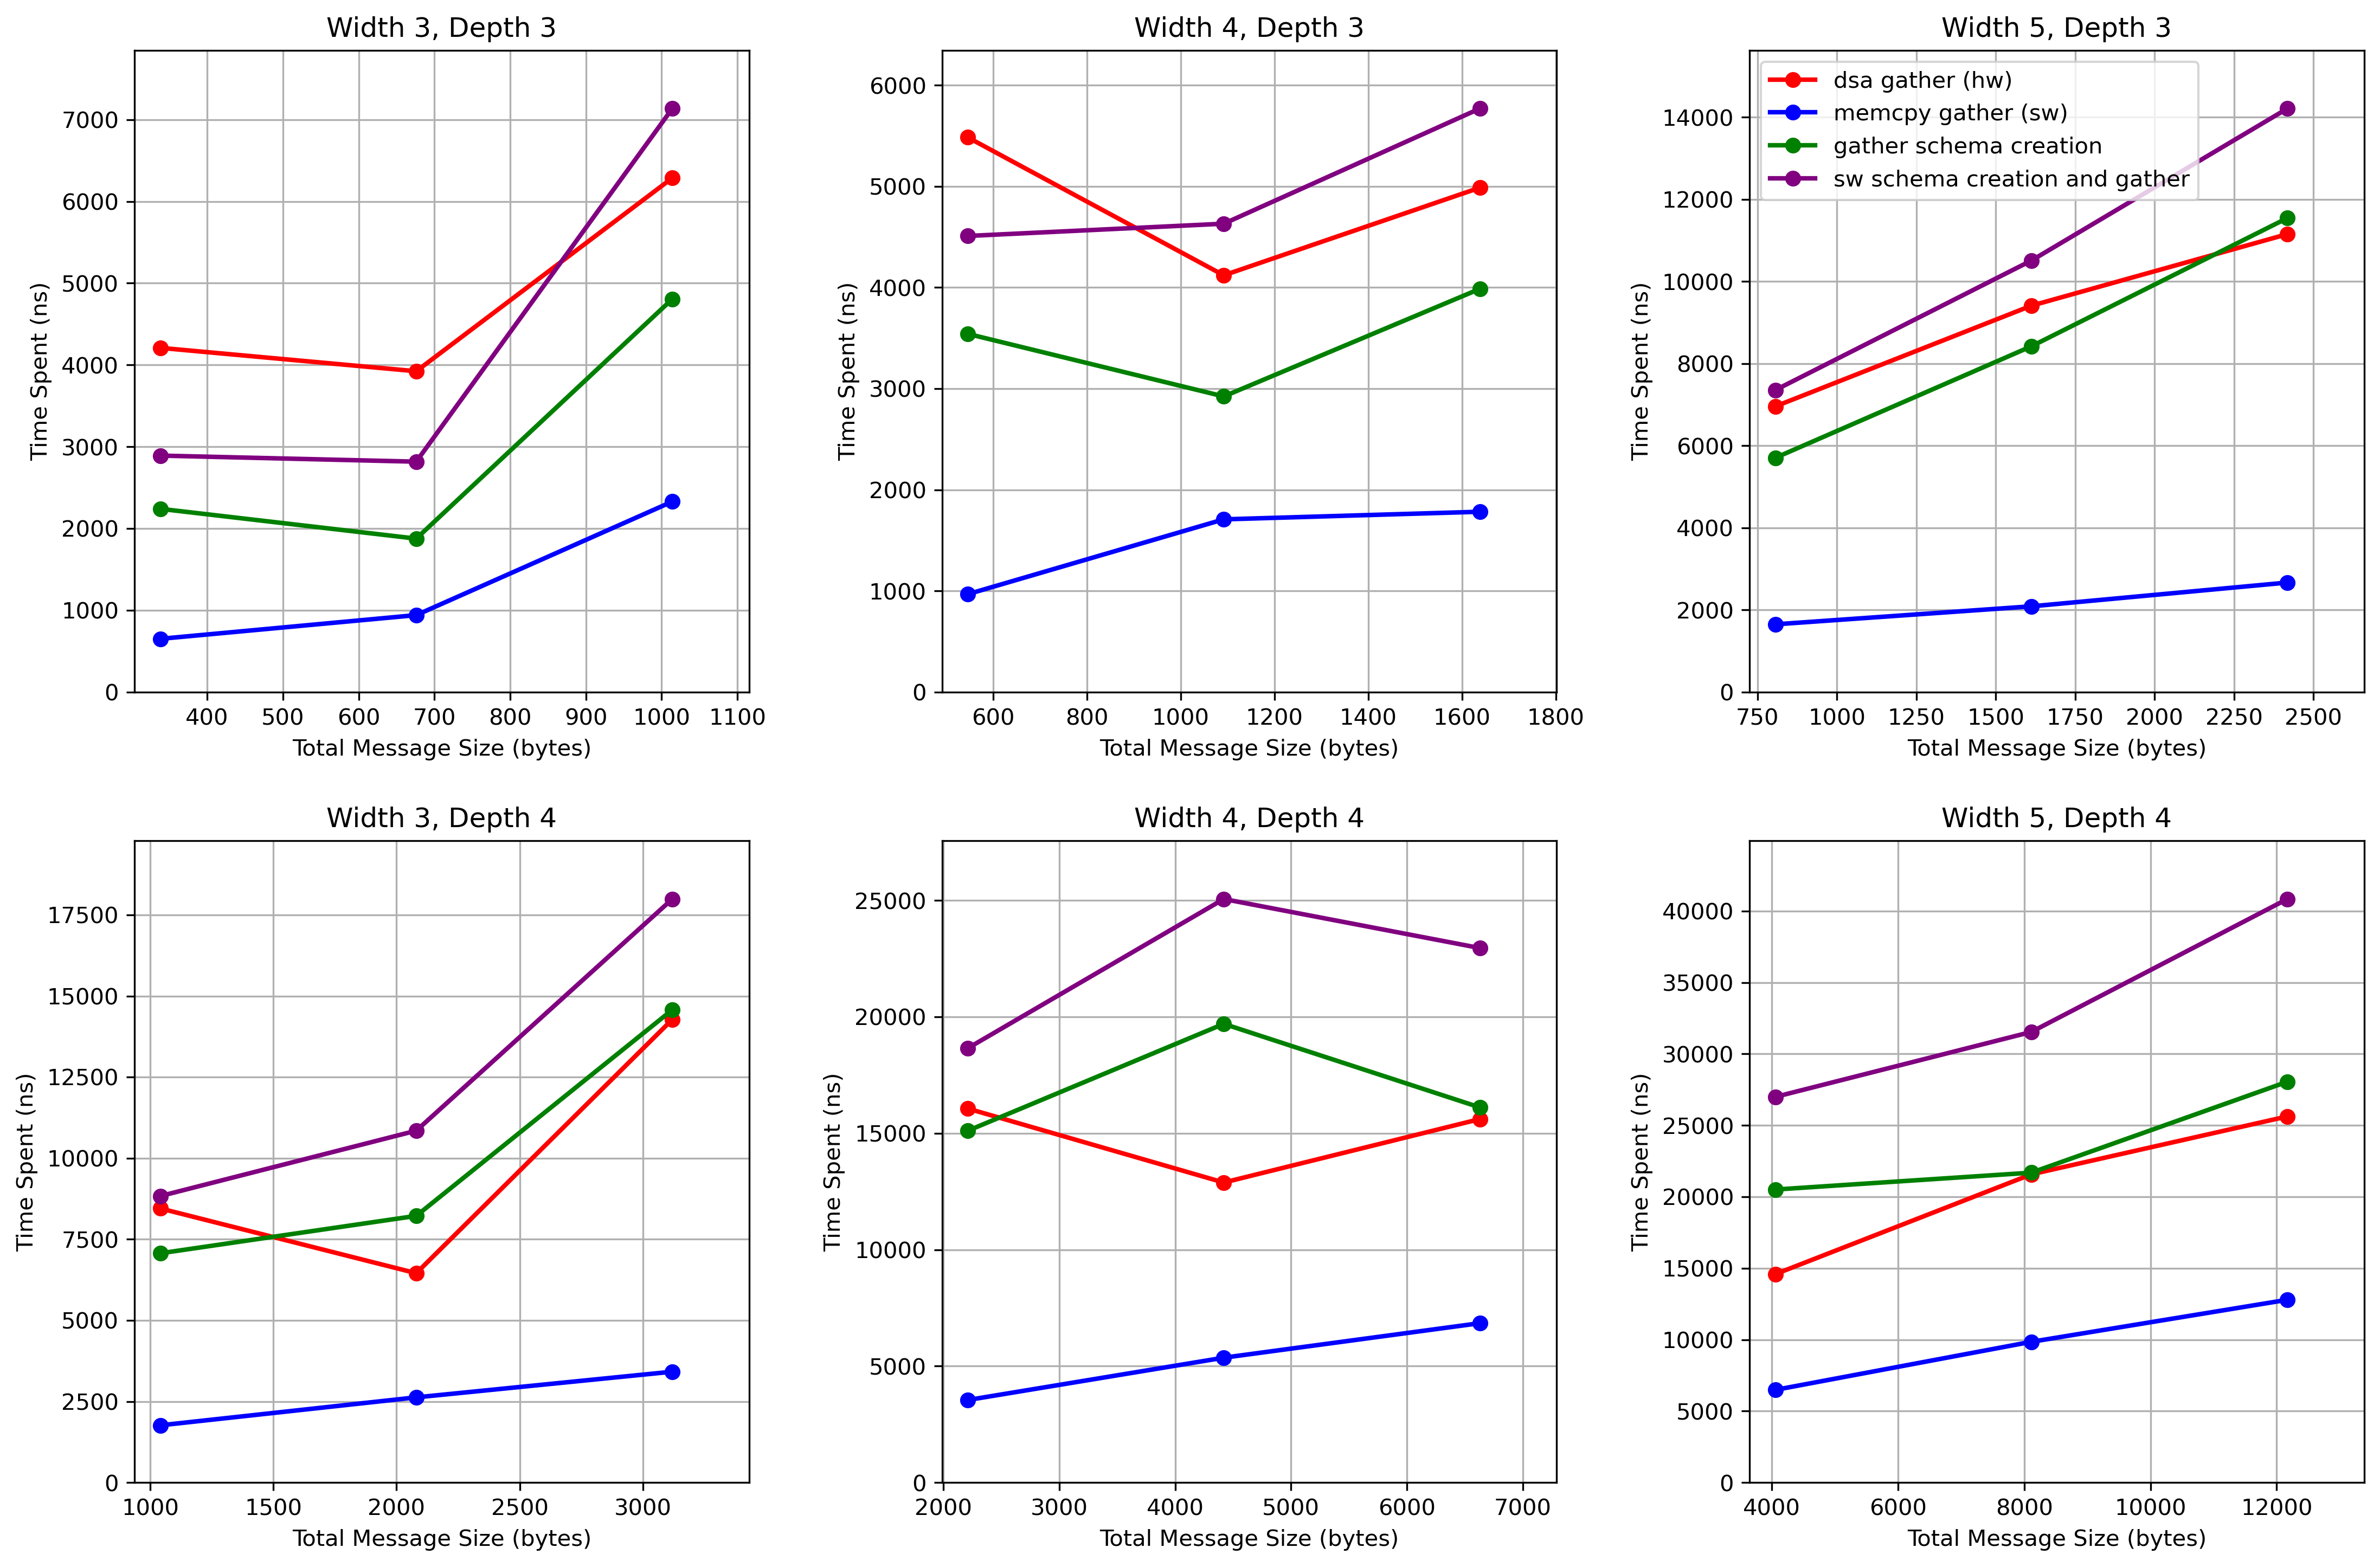 Width 3, Depth 3
Time Spent (ns)
7000
6000
5000
4000
3000
2000
1000
0
400 500 600 700 800 900 1000 1100
Total Message Size (bytes)
Width 4, Depth 3
Time Spent (ns)
6000
5000
4000
3000
2000
1000
0
600 800 1000 1200 1400 1600 1800
Total Message Size (bytes)
Width 5, Depth 3
dsa gather (hw)
memcpy gather (sw)
gather schema creation
sw schema creation and gather
Time Spent (ns)
14000
12000
10000
8000
6000
4000
2000
0
750 1000 1250 1500 1750 2000 2250 2500
Total Message Size (bytes)
Width 3, Depth 4
Time Spent (ns)
17500
15000
12500
10000
7500
5000
2500
0
1000 1500 2000 2500 3000
Total Message Size (bytes)
Width 4, Depth 4
Time Spent (ns)
25000
20000
15000
10000
5000
0
2000 3000 4000 5000 6000 7000
Total Message Size (bytes)
Width 5, Depth 4
Time Spent (ns)
40000
35000
30000
25000
20000
15000
10000
5000
0
4000 6000 8000 10000 12000
Total Message Size (bytes)